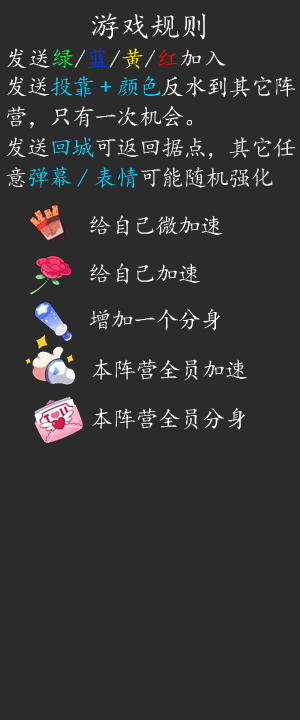 游戏规则
发送绿/蓝/黄/红加入
发送投靠+颜色反水到其它阵
营，只有一次机会。
发送回城可返回据点，其它任
意弹幕/表情可能随机强化
给自己微加速
给自己加速
增加一个分身
本阵营全员加速
本阵营全员分身